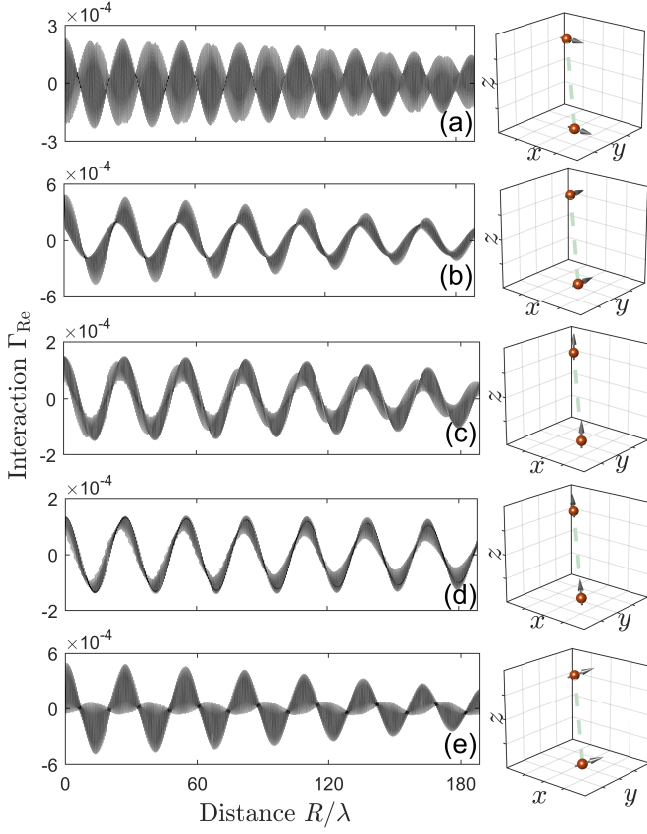 ×10⁻⁴
3
0
-3
(a)
z
x
y
×10⁻⁴
6
0
-6
(b)
z
x
y
Interaction Γ_Re
×10⁻⁴
2
0
-2
(c)
z
x
y
×10⁻⁴
2
0
-2
(d)
z
x
y
×10⁻⁴
6
0
-6
(e)
z
x
y
0 60 120 180
Distance R/λ